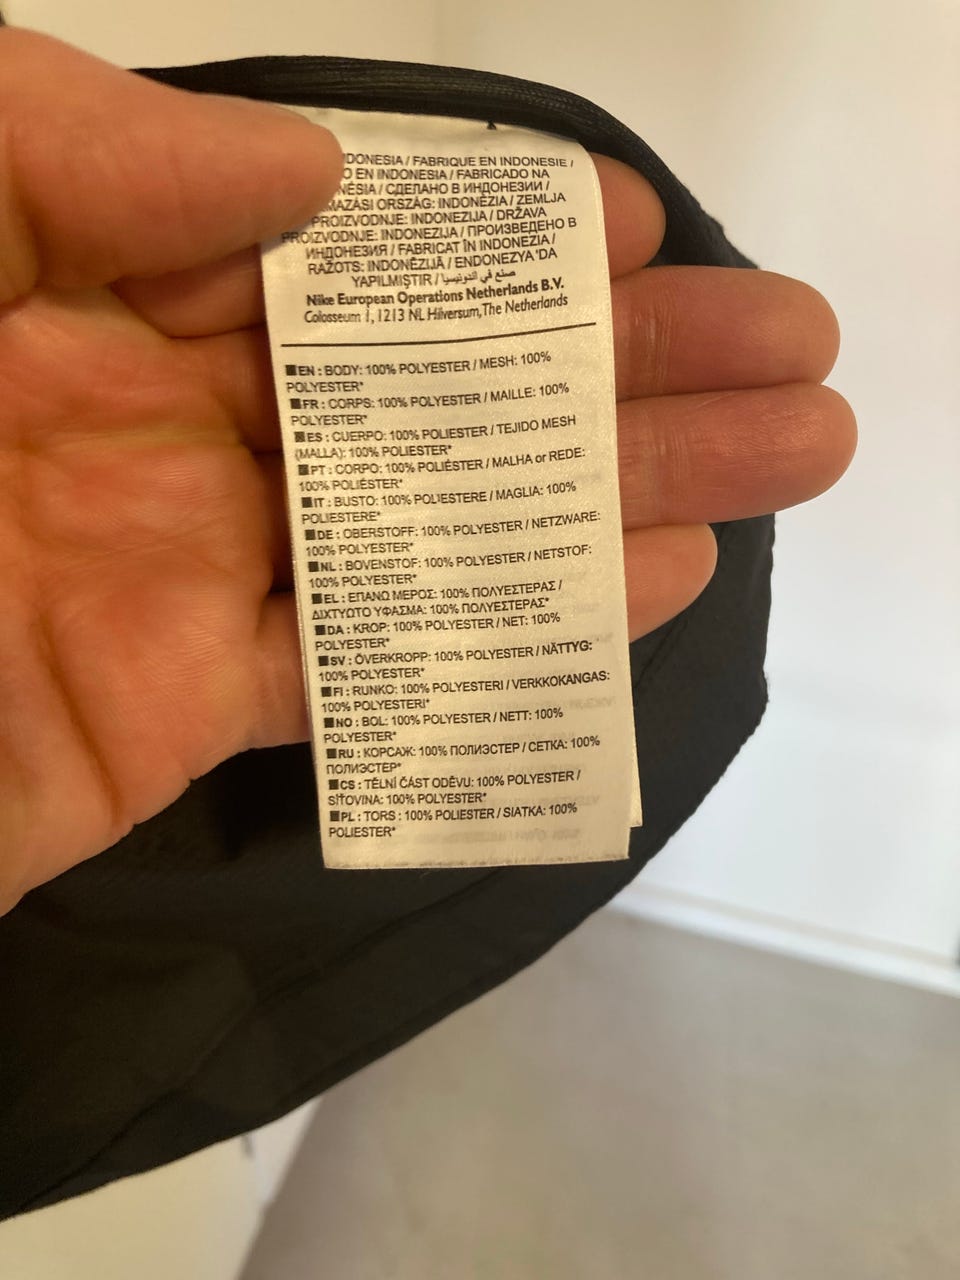 INDONESIA / FABRIQUE EN INDONESIE /
O EN INDONESIA / FABRICADO NA
NÉSIA / СДЕЛАНО В ИНДОНЕЗИИ /
MAZÁSI ORSZÁG: INDONÉZIA / ZEMLJA
PROIZVODNJE: INDONEZIJA / DRŽAVA
PROIZVODNJE: INDONEZIJA / ПРОИЗВЕДЕНО В
ИНДОНЕЗИЯ / FABRICAT ÎN INDONEZIA /
RAŽOTS: INDONĒZIJĀ / ENDONEZYA'DA
YAPILMIŞTIR / صنع في اندونيسيا
Nike European Operations Netherlands B.V.
Colosseum 1, 1213 NL Hilversum, The Netherlands
■EN : BODY: 100% POLYESTER / MESH: 100%
POLYESTER*
■FR : CORPS: 100% POLYESTER / MAILLE: 100%
POLYESTER*
■ES : CUERPO: 100% POLIESTER / TEJIDO MESH
(MALLA): 100% POLIESTER*
■PT : CORPO: 100% POLIÉSTER / MALHA or REDE:
100% POLIÉSTER*
■IT : BUSTO: 100% POLIESTERE / MAGLIA: 100%
POLIESTERE*
■DE : OBERSTOFF: 100% POLYESTER / NETZWARE:
100% POLYESTER*
■NL : BOVENSTOF: 100% POLYESTER / NETSTOF:
100% POLYESTER*
■EL : ΕΠΑΝΩ ΜΕΡΟΣ: 100% ΠΟΛΥΕΣΤΕΡΑΣ /
ΔΙΧΤΥΩΤΟ ΥΦΑΣΜΑ: 100% ΠΟΛΥΕΣΤΕΡΑΣ*
■DA : KROP: 100% POLYESTER / NET: 100%
POLYESTER*
■SV : ÖVERKROPP: 100% POLYESTER / NÄTTYG:
100% POLYESTER*
■FI : RUNKO: 100% POLYESTERI / VERKKOKANGAS:
100% POLYESTERI*
■NO : BOL: 100% POLYESTER / NETT: 100%
POLYESTER*
■RU : КОРСАЖ: 100% ПОЛИЭСТЕР / СЕТКА: 100%
ПОЛИЭСТЕР*
■CS : TĚLNÍ ČÁST ODĚVU: 100% POLYESTER /
SÍŤOVINA: 100% POLYESTER*
■PL : TORS : 100% POLIESTER / SIATKA: 100%
POLIESTER*